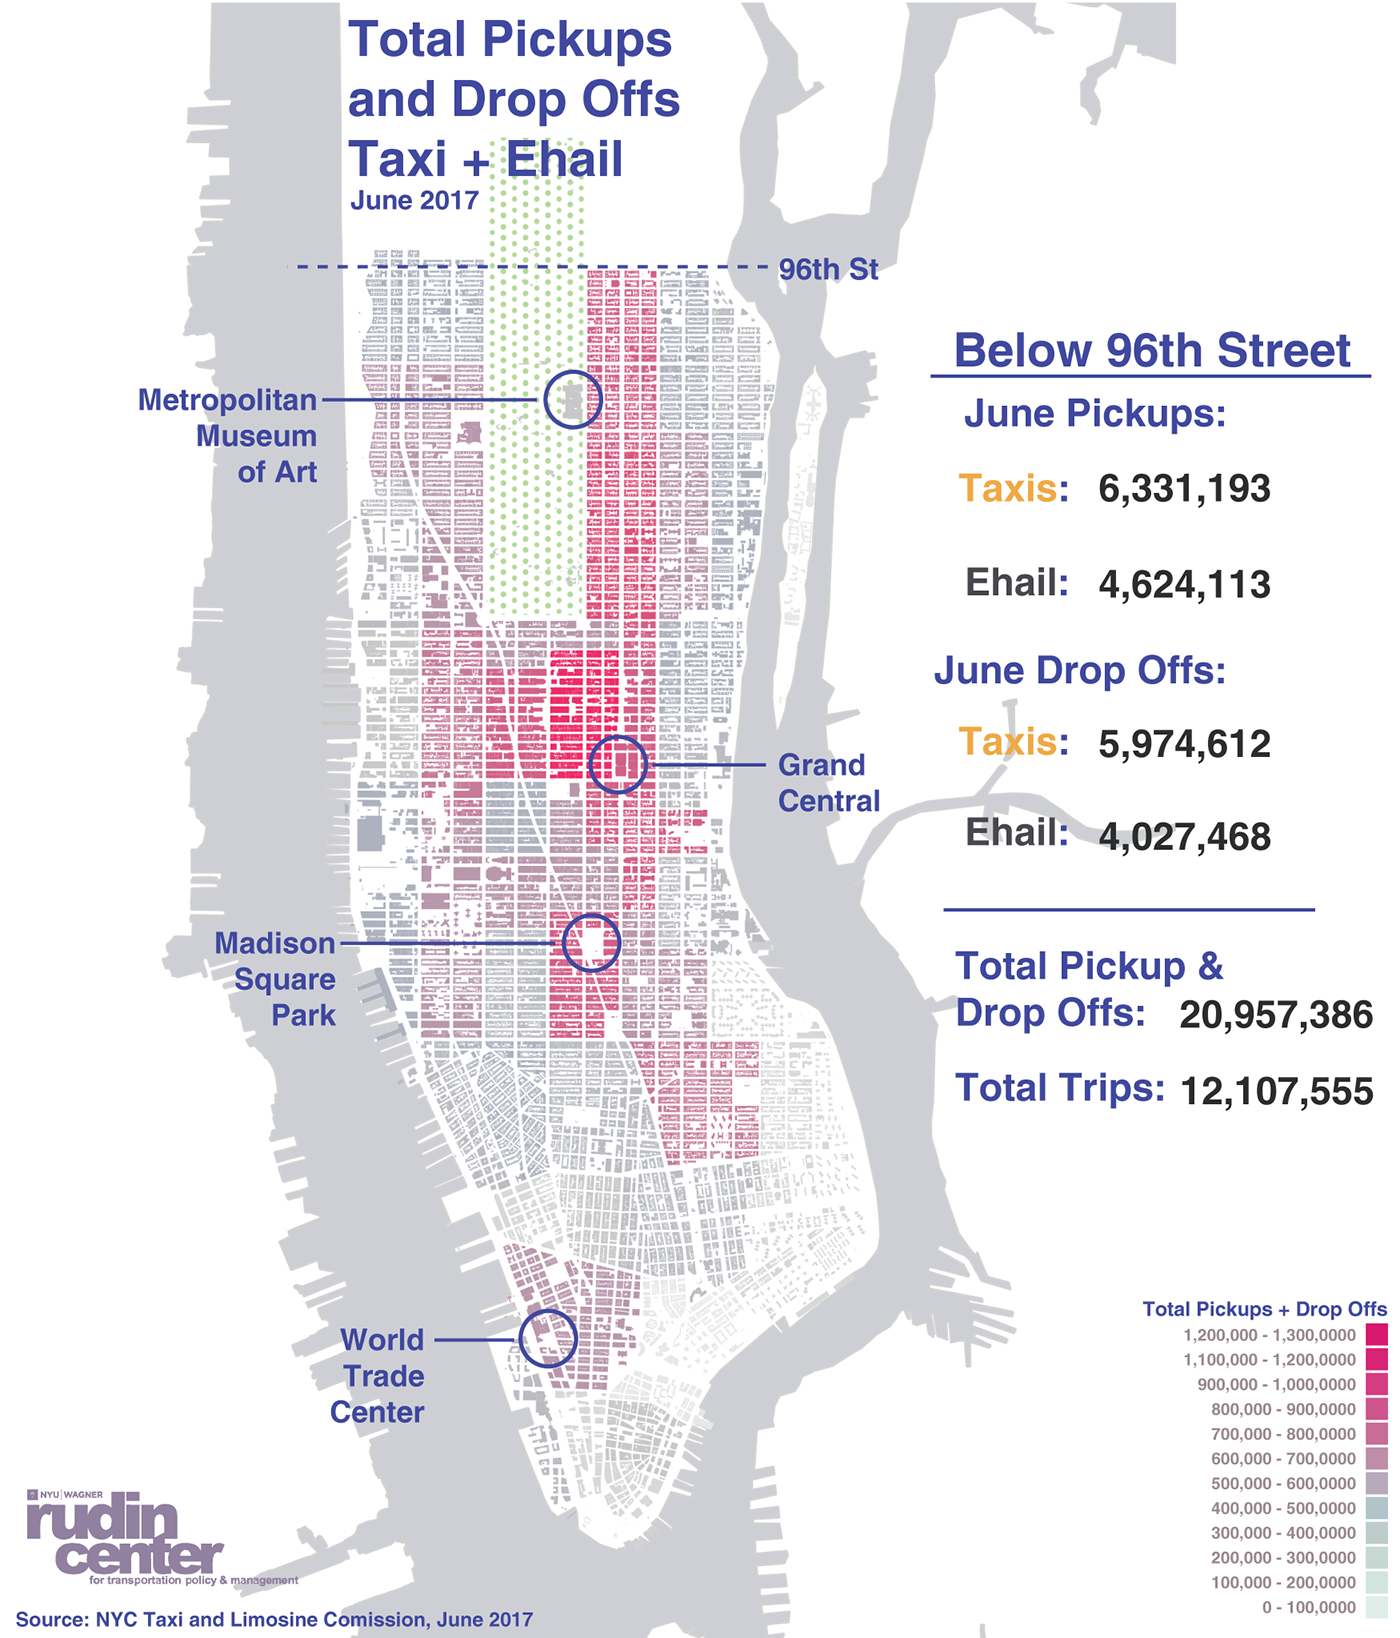 Total Pickups
and Drop Offs
Taxi + Ehail
June 2017
96th St
Metropolitan
Museum
of Art
Grand
Central
Madison
Square
Park
World
Trade
Center
Below 96th Street
June Pickups:
Taxis: 6,331,193
Ehail: 4,624,113
June Drop Offs:
Taxis: 5,974,612
Ehail: 4,027,468
Total Pickup &
Drop Offs: 20,957,386
Total Trips: 12,107,555
Total Pickups + Drop Offs
1,200,000 - 1,300,0000
1,100,000 - 1,200,0000
900,000 - 1,000,0000
800,000 - 900,0000
700,000 - 800,0000
600,000 - 700,0000
500,000 - 600,0000
400,000 - 500,0000
300,000 - 400,0000
200,000 - 300,0000
100,000 - 200,0000
0 - 100,0000
NYU WAGNER
rudin
center
for transportation policy & management
Source: NYC Taxi and Limosine Comission, June 2017